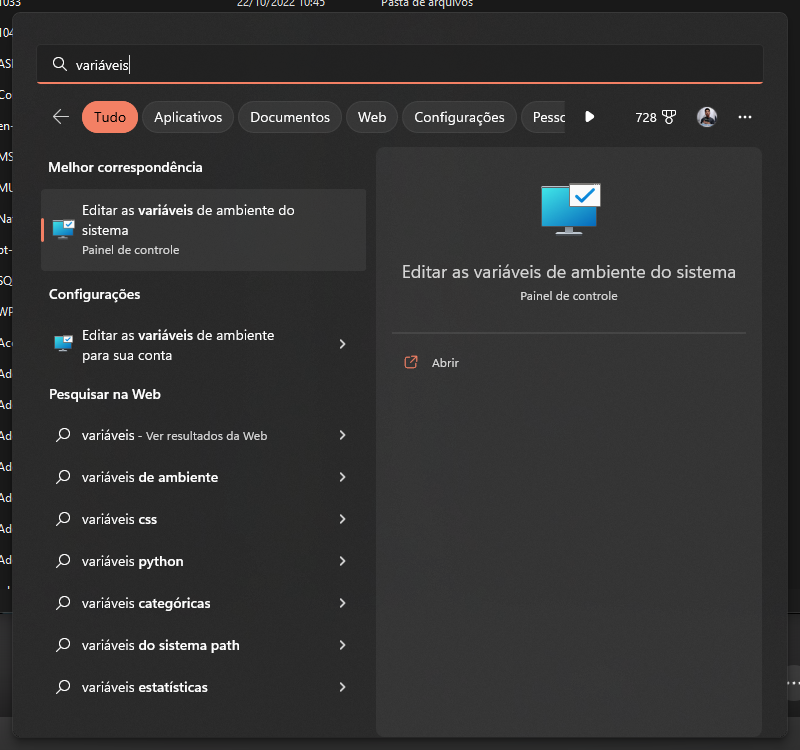 1033
22/10/2022 10:45
Pasta de arquivos
variáveis
Tudo
Aplicativos
Documentos
Web
Configurações
Pessc
728
Melhor correspondência
Editar as variáveis de ambiente do
sistema
Painel de controle
Configurações
Editar as variáveis de ambiente
para sua conta
Pesquisar na Web
variáveis - Ver resultados da Web
variáveis de ambiente
variáveis css
variáveis python
variáveis categóricas
variáveis do sistema path
variáveis estatísticas
Editar as variáveis de ambiente do sistema
Painel de controle
Abrir